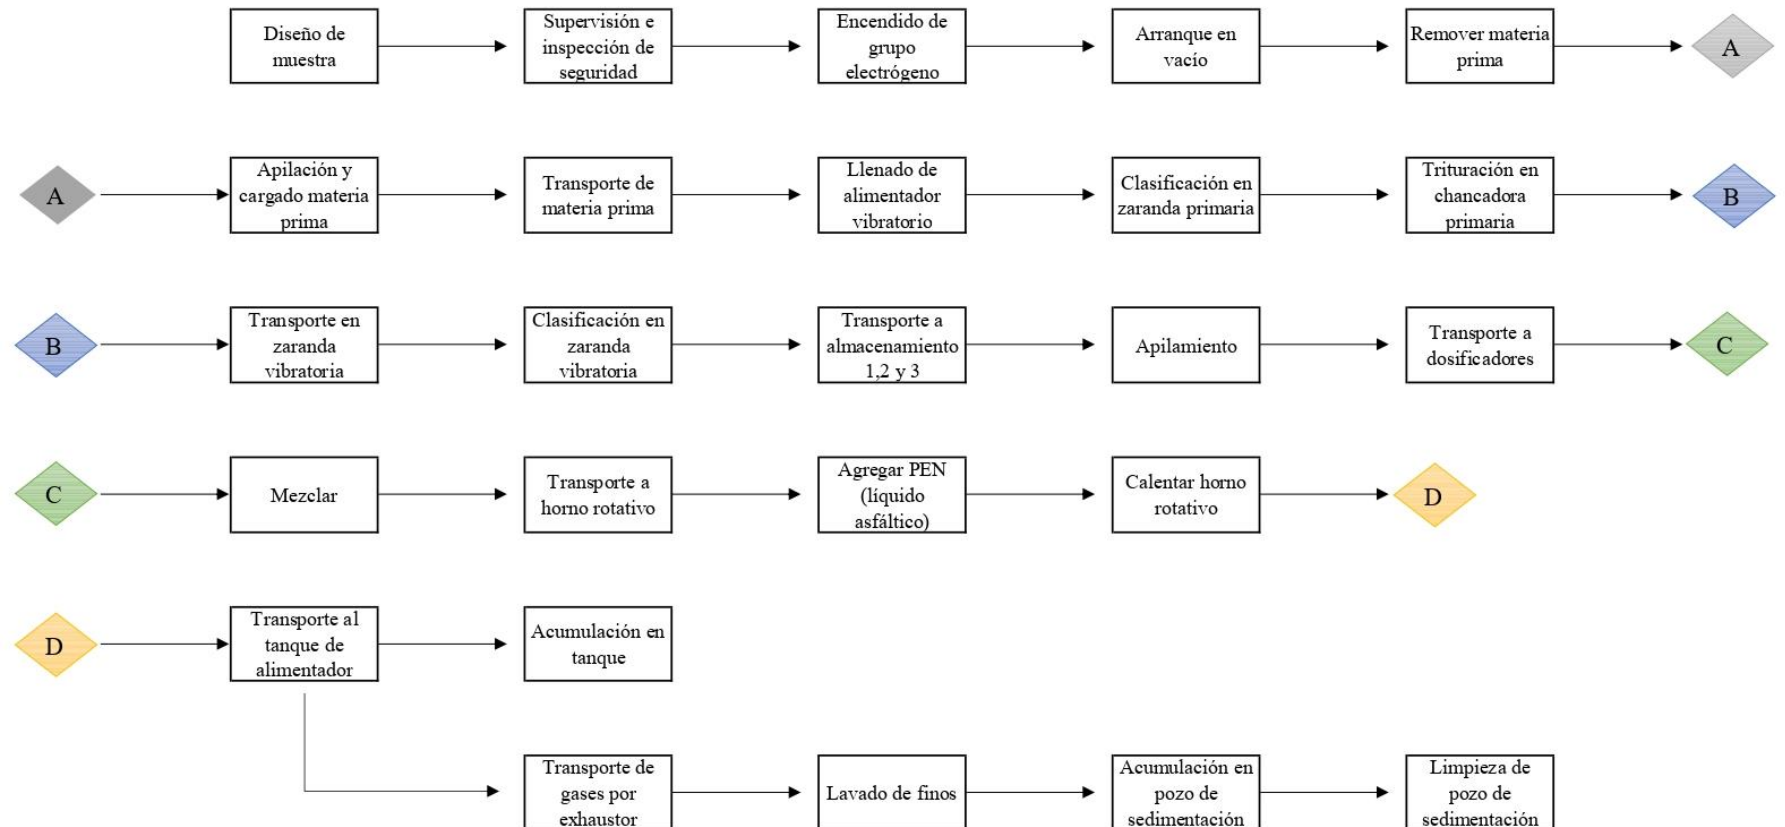 Diseño de
muestra
Supervisión e
inspección de
seguridad
Encendido de
grupo
electrógeno
Arranque en
vacío
Remover materia
prima
A
A
Apilación y
cargado materia
prima
Transporte de
materia prima
Llenado de
alimentador
vibratorio
Clasificación en
zaranda primaria
Trituración en
chancadora
primaria
B
B
Transporte en
zaranda
vibratoria
Clasificación en
zaranda
vibratoria
Transporte a
almacenamiento
1,2 y 3
Apilamiento
Transporte a
dosificadores
C
C
Mezclar
Transporte a
horno rotativo
Agregar PEN
(líquido
asfáltico)
Calentar horno
rotativo
D
D
Transporte al
tanque de
alimentador
Acumulación en
tanque
Transporte de
gases por
exhaustor
Lavado de finos
Acumulación en
pozo de
sedimentación
Limpieza de
pozo de
sedimentación